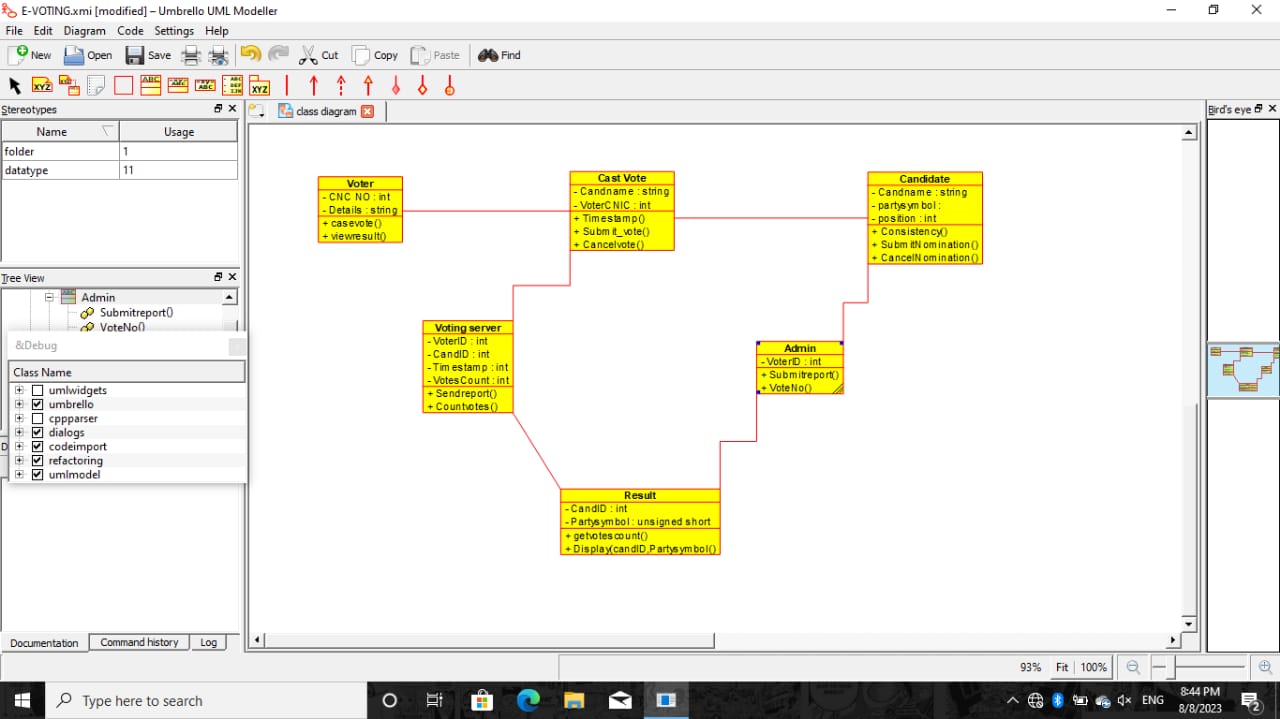 E-VOTING.xmi [modified] – Umbrello UML Modeller
File Edit Diagram Code Settings Help
New Open Save Cut Copy Paste Find
XYZ ABC XYZ
Stereotypes
Name Usage
folder 1
datatype 11
Tree View
Admin
Submitreport()
VoteNo()
&Debug
Class Name
umlwidgets
umbrello
cppparser
dialogs
codeimport
refactoring
umlmodel
D
Documentation Command history Log
class diagram
Voter
- CNC NO : int
- Details : string
+ casevote()
+ viewresult()
Cast Vote
- Candname : string
- VoterCNIC : int
+ Timestamp()
+ Submit_vote()
+ Cancelvote()
Candidate
- Candname : string
- partysymbol :
- position : int
+ Consistency()
+ SubmitNomination()
+ CancelNomination()
Voting server
- VoterID : int
- CandID : int
- Timestamp : int
- VotesCount : int
+ Sendreport()
+ Countvotes()
Admin
- VoterID : int
+ Submitreport()
+ VoteNo()
Result
- CandID : int
- Partysymbol : unsigned short
+ getvotescount()
+ Display(candID,Partysymbol()
Bird's eye
93% Fit 100%
Type here to search
ENG
8:44 PM
8/8/2023
2